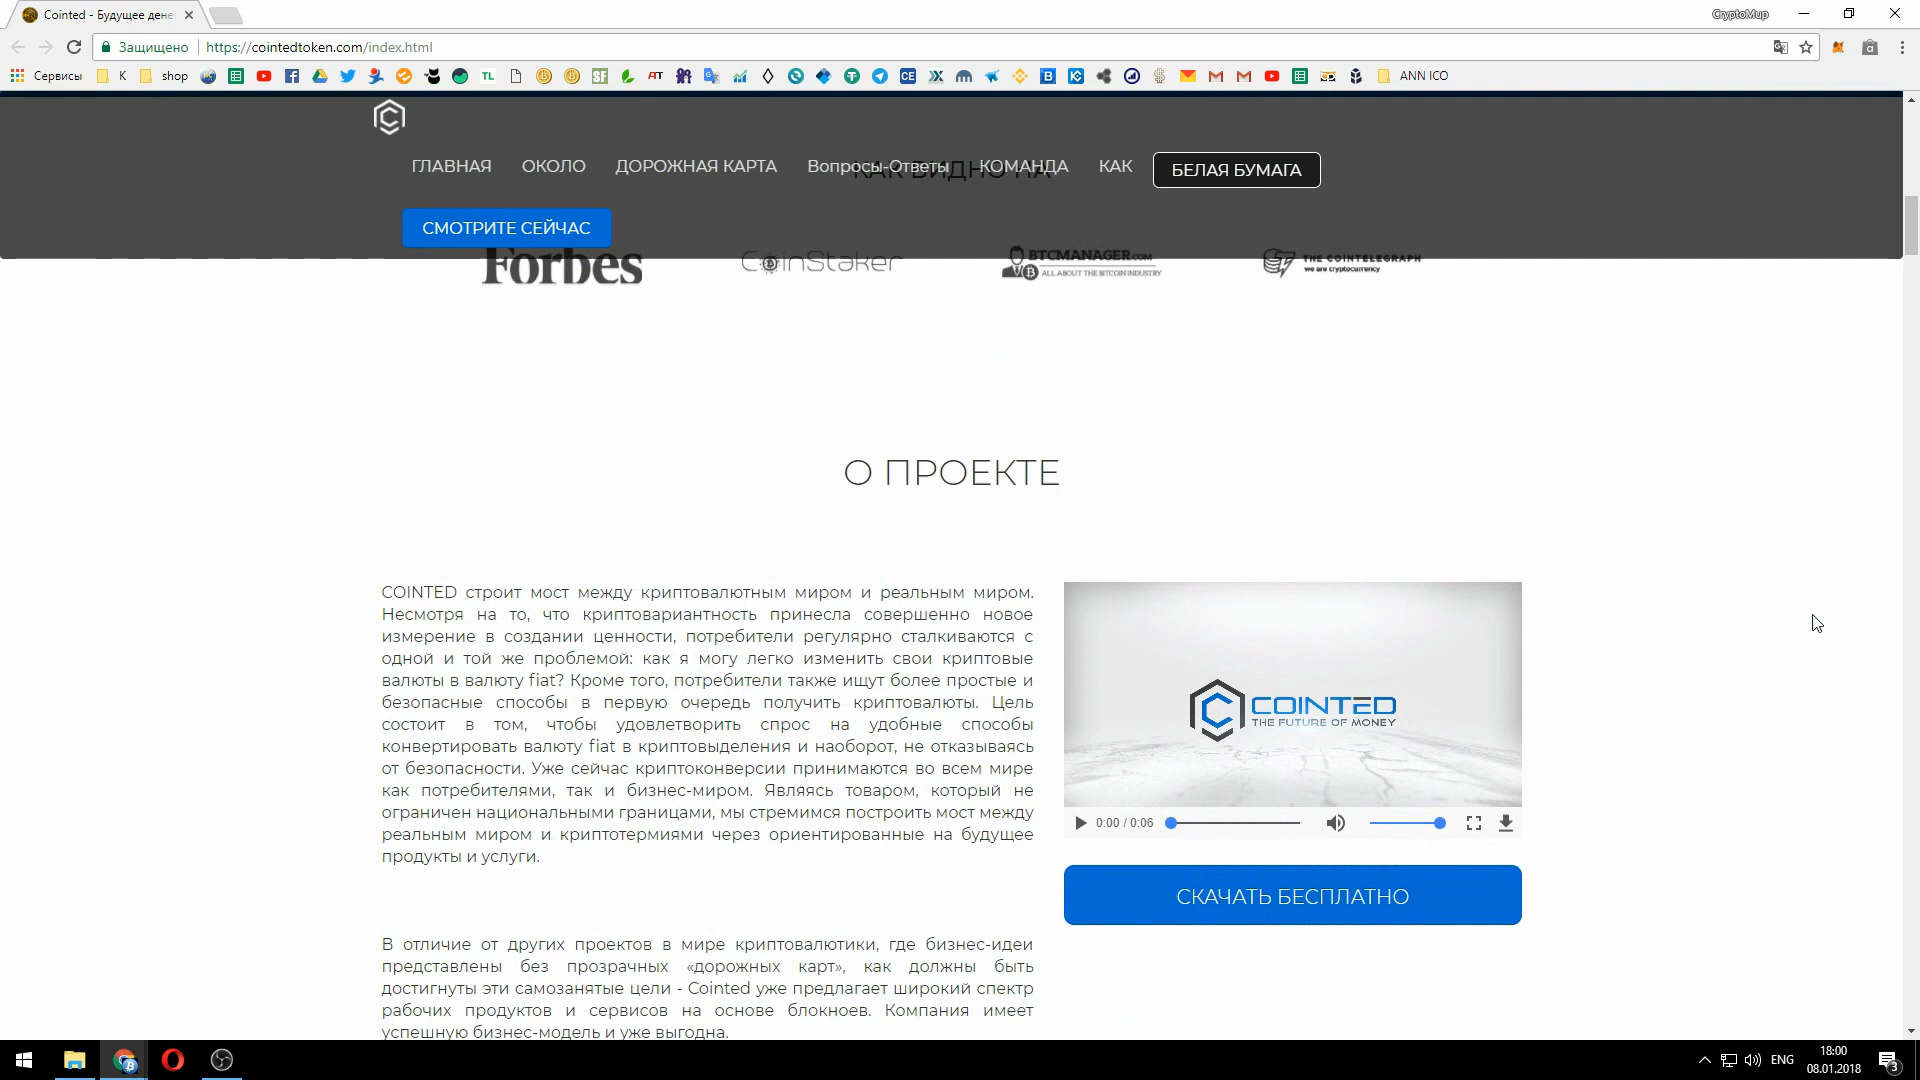 Cointed - Будущее дене
CryptoMup
Защищено
https://cointedtoken.com/index.html
Сервисы
K
shop
ANN ICO
ГЛАВНАЯ
ОКОЛО
ДОРОЖНАЯ КАРТА
Вопросы-Ответы
КОМАНДА
КАК
БЕЛАЯ БУМАГА
КАК ВИДНО НА
СМОТРИТЕ СЕЙЧАС
Forbes
CoinStaker
BTCMANAGER.COM
ALL ABOUT THE BITCOIN INDUSTRY
THE COINTELEGRAPH
we are cryptocurrency
О ПРОЕКТЕ
COINTED строит мост между криптовалютным миром и реальным миром.
Несмотря на то, что криптовариантность принесла совершенно новое
измерение в создании ценности, потребители регулярно сталкиваются с
одной и той же проблемой: как я могу легко изменить свои криптовые
валюты в валюту fiat? Кроме того, потребители также ищут более простые и
безопасные способы в первую очередь получить криптовалюты. Цель
состоит в том, чтобы удовлетворить спрос на удобные способы
конвертировать валюту fiat в криптовыделения и наоборот, не отказываясь
от безопасности. Уже сейчас криптоконверсии принимаются во всем мире
как потребителями, так и бизнес-миром. Являясь товаром, который не
ограничен национальными границами, мы стремимся построить мост между
реальным миром и криптотермиями через ориентированные на будущее
продукты и услуги.
COINTED
THE FUTURE OF MONEY
0:00 / 0:06
СКАЧАТЬ БЕСПЛАТНО
В отличие от других проектов в мире криптовалютики, где бизнес-идеи
представлены без прозрачных «дорожных карт», как должны быть
достигнуты эти самозанятые цели - Cointed уже предлагает широкий спектр
рабочих продуктов и сервисов на основе блокноев. Компания имеет
успешную бизнес-модель и уже выгодна.
ENG
18:00
08.01.2018
3